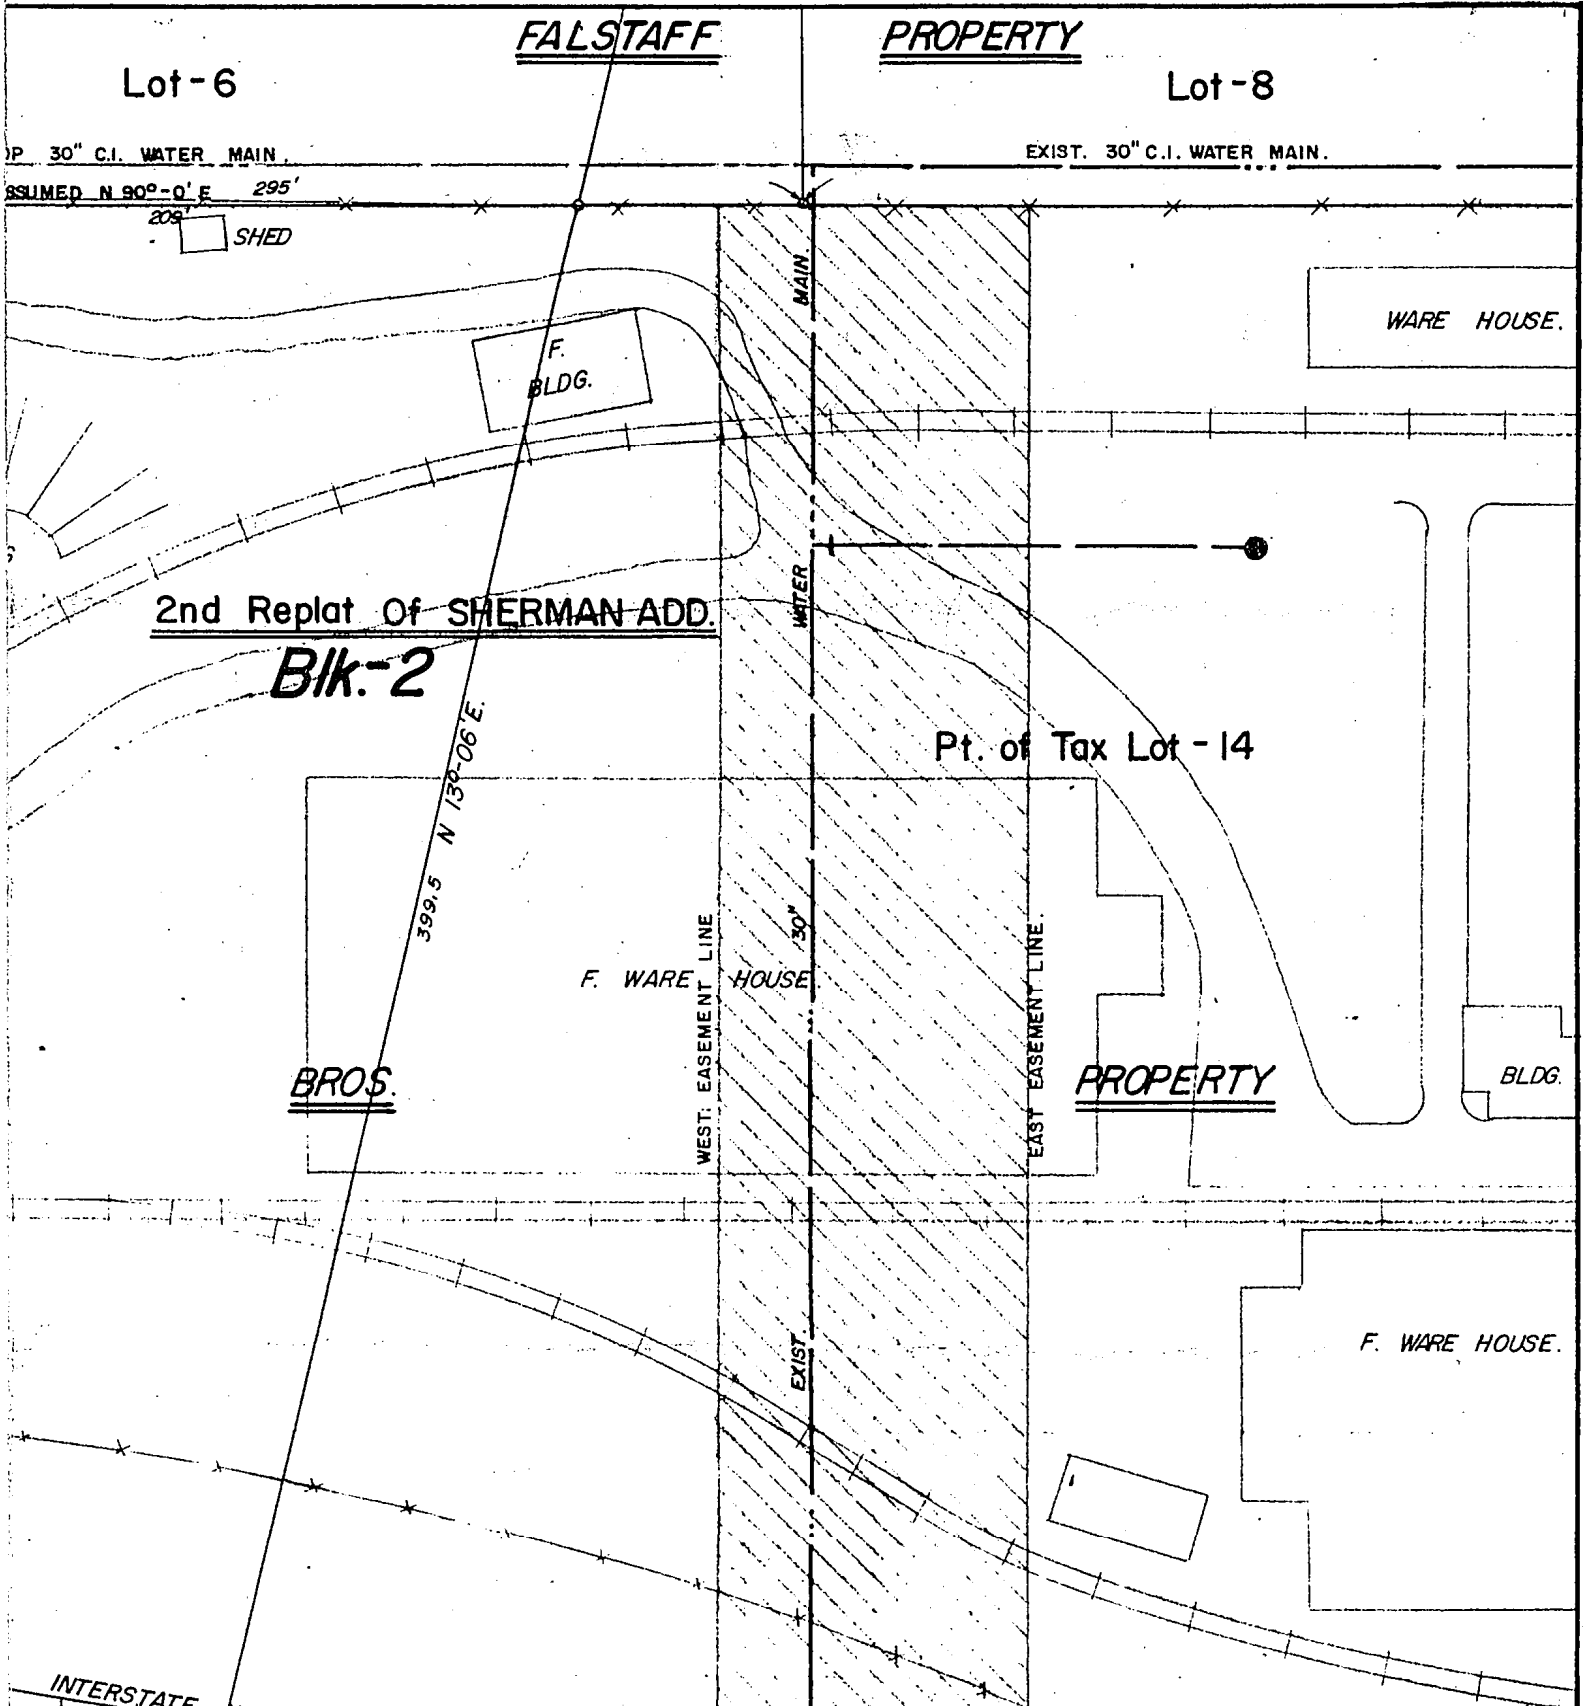 FALSTAFF PROPERTY
Lot-6
Lot-8
30" C.I. WATER MAIN.
EXIST. 30" C.I. WATER MAIN.
N 90°-0' E 295'
209'
SHED
MAIN.
WARE HOUSE.
F.
BLDG.
WATER
2nd Replat Of SHERMAN ADD.
Blk.-2
399.5 N 13°-06'E.
Pt. of Tax Lot-14
30"
F. WARE HOUSE
WEST. EASEMENT LINE
EAST EASEMENT LINE.
BROS. PROPERTY
BLDG.
EXIST.
F. WARE HOUSE.
INTERSTATE